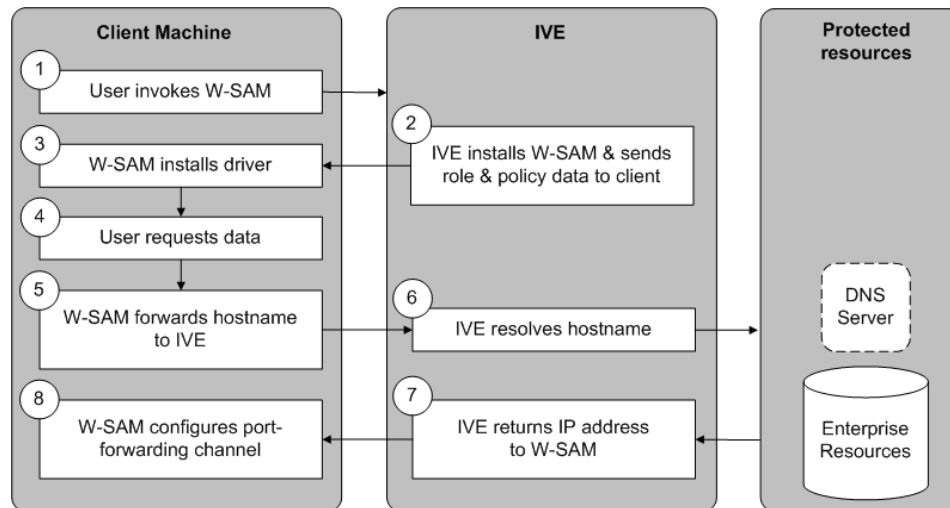 Client Machine
IVE
Protected
resources
1
User invokes W-SAM
2
IVE installs W-SAM & sends
role & policy data to client
3
W-SAM installs driver
4
User requests data
5
W-SAM forwards hostname
to IVE
6
IVE resolves hostname
DNS
Server
7
IVE returns IP address
to W-SAM
8
W-SAM configures port-
forwarding channel
Enterprise
Resources